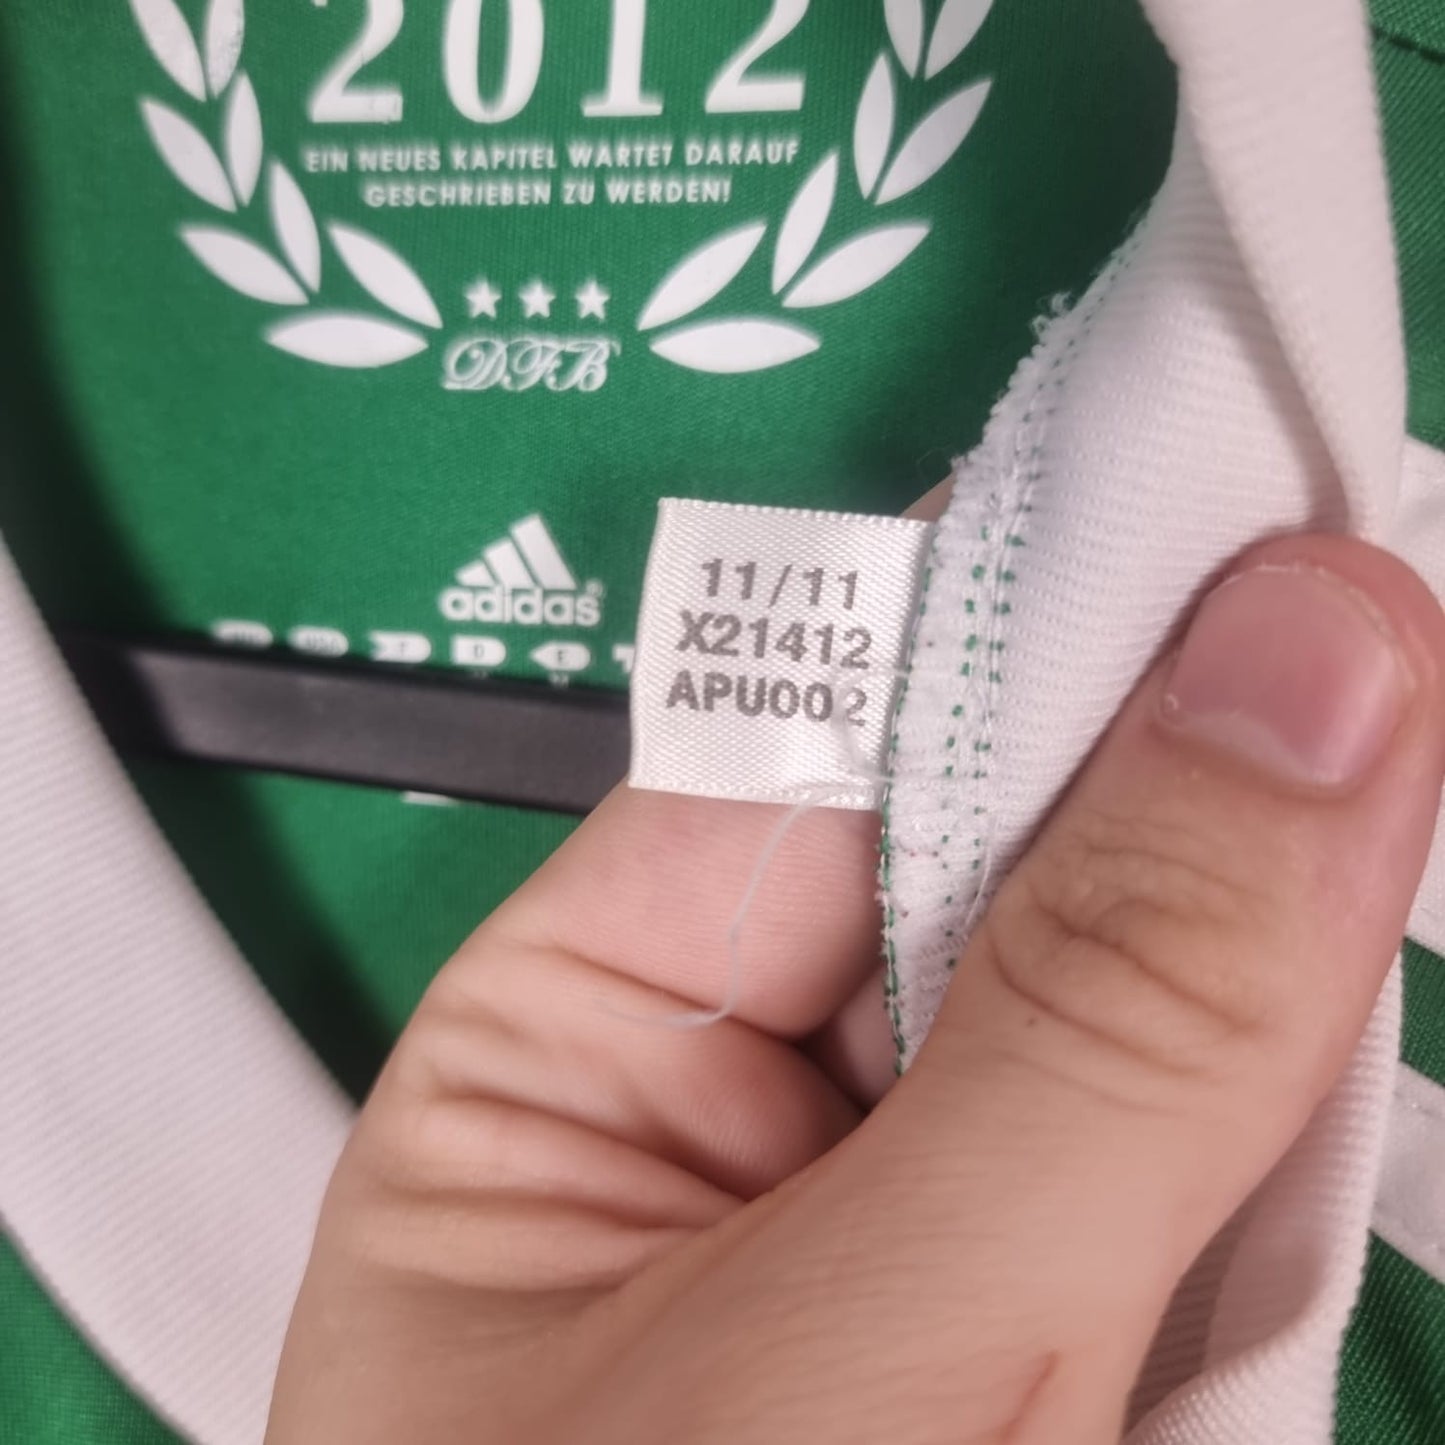 2012
EIN NEUES KAPITEL WARTET DARAUF
GESCHRIEBEN ZU WERDEN!
DFB
adidas
11/11
X21412
APU002